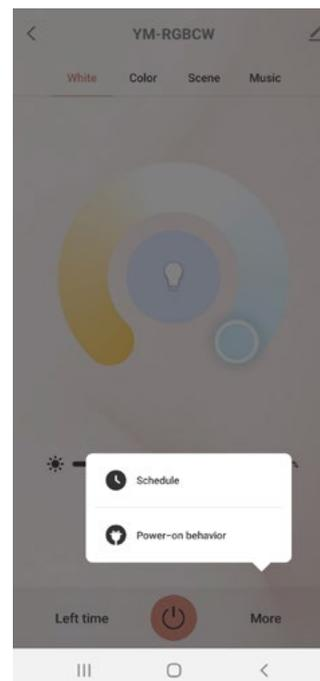 YM-RGBCW
White Color Scene Music
Schedule
Power-on behavior
Left time More